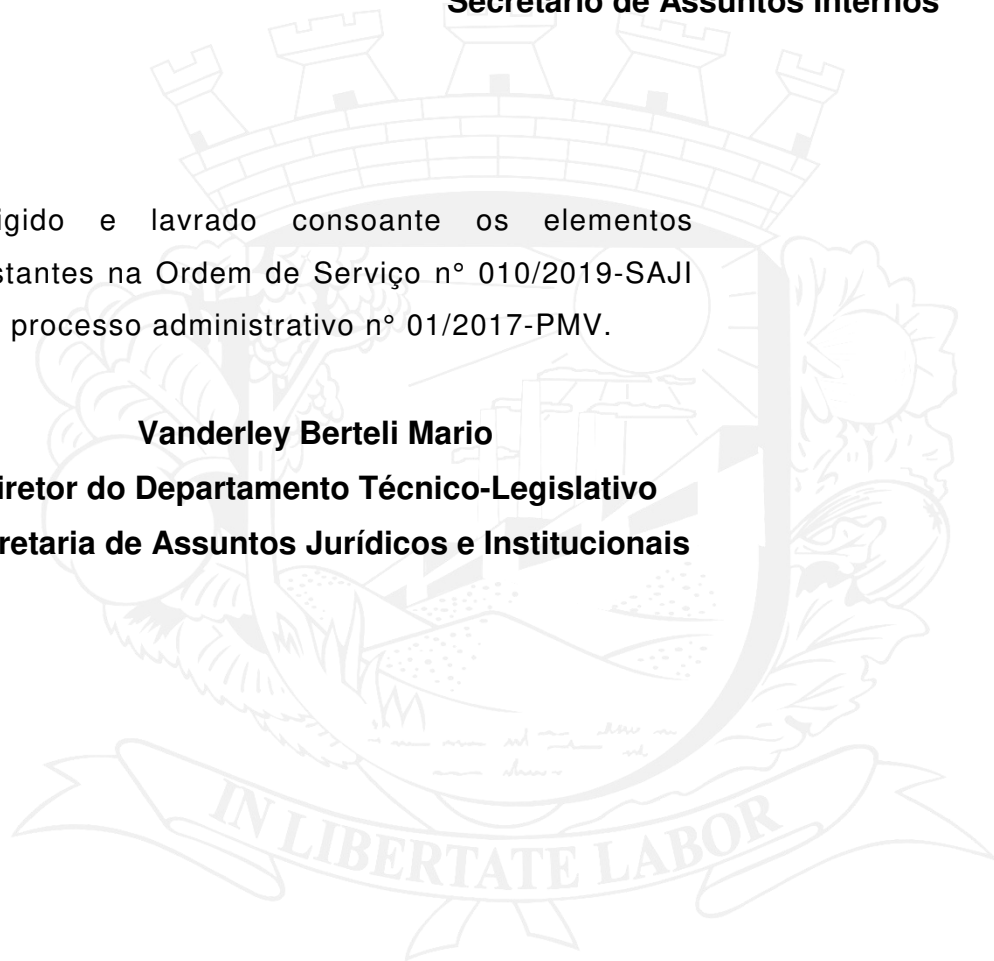 Secretário de Assuntos Internos
igido e lavrado consoante os elementos
stantes na Ordem de Serviço n° 010/2019-SAJI
processo administrativo n° 01/2017-PMV.
Vanderley Berteli Mario
iretor do Departamento Técnico-Legislativo
retaria de Assuntos Jurídicos e Institucionais
IN LIBERTATE LABOR